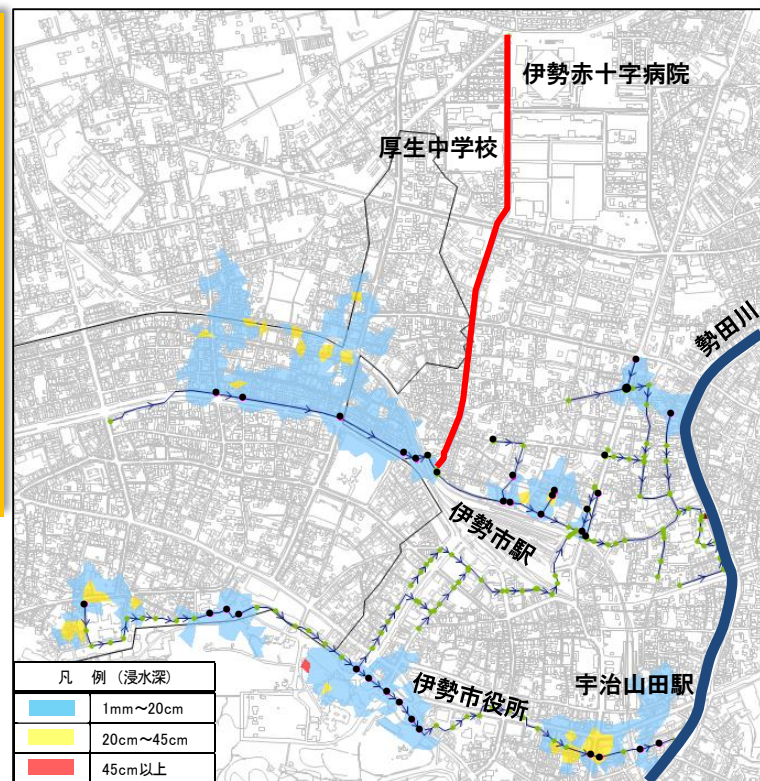 伊勢赤十字病院
厚生中学校
勢田川
伊勢市駅
伊勢市役所
宇治山田駅
凡　例（浸水深）
1mm～20cm
20cm～45cm
45cm以上